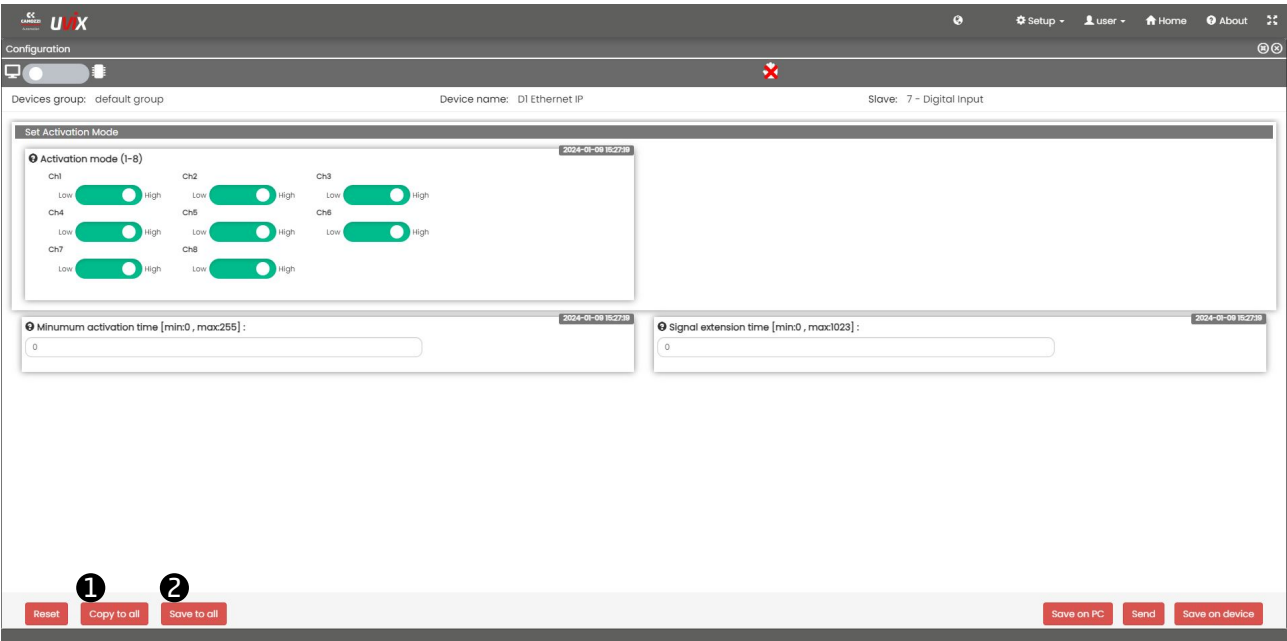 CAMOZZI UVIX Setup user Home About
Configuration
Devices group: default group Device name: D1 Ethernet IP Slave: 7 - Digital Input
Set Activation Mode
Activation mode (1-8) 2024-01-09 15:27:19
Ch1 Ch2 Ch3
Low High Low High Low High
Ch4 Ch5 Ch6
Low High Low High Low High
Ch7 Ch8
Low High Low High
Minumum activation time [min:0 , max:255] : 2024-01-09 15:27:19 Signal extension time [min:0 , max:1023] : 2024-01-09 15:27:19
0 0
1 2
Reset Copy to all Save to all Save on PC Send Save on device